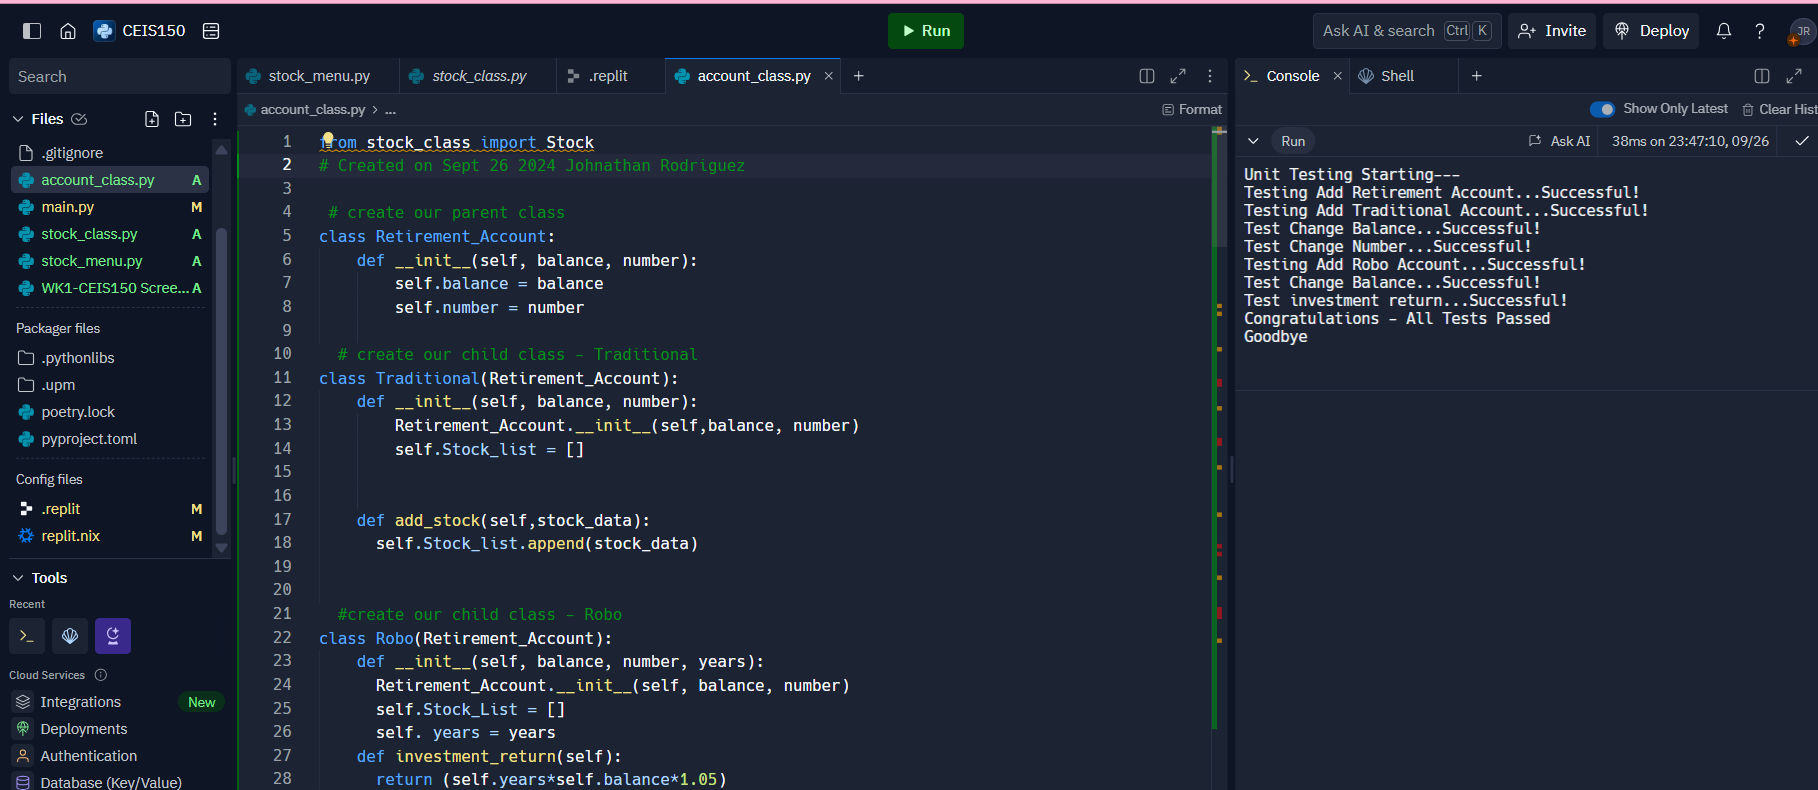 CEIS150
Run
Ask AI & search Ctrl K
Invite
Deploy
?
JR
Search
stock_menu.py
stock_class.py
.replit
account_class.py ×
+
Console ×
Shell
+
account_class.py > ...
Format
Show Only Latest
Clear Hist
Files
.gitignore
account_class.py A
main.py M
stock_class.py A
stock_menu.py A
WK1-CEIS150 Scree... A
Packager files
.pythonlibs
.upm
poetry.lock
pyproject.toml
Config files
.replit M
replit.nix M
Tools
Recent
Cloud Services
Integrations New
Deployments
Authentication
Database (Key/Value)
1 from stock_class import Stock
2 # Created on Sept 26 2024 Johnathan Rodriguez
3
4 # create our parent class
5 class Retirement_Account:
6 def __init__(self, balance, number):
7 self.balance = balance
8 self.number = number
9
10 # create our child class - Traditional
11 class Traditional(Retirement_Account):
12 def __init__(self, balance, number):
13 Retirement_Account.__init__(self,balance, number)
14 self.Stock_list = []
15
16
17 def add_stock(self,stock_data):
18 self.Stock_list.append(stock_data)
19
20
21 #create our child class - Robo
22 class Robo(Retirement_Account):
23 def __init__(self, balance, number, years):
24 Retirement_Account.__init__(self, balance, number)
25 self.Stock_List = []
26 self. years = years
27 def investment_return(self):
28 return (self.years*self.balance*1.05)
Run
Ask AI
38ms on 23:47:10, 09/26
Unit Testing Starting---
Testing Add Retirement Account...Successful!
Testing Add Traditional Account...Successful!
Test Change Balance...Successful!
Test Change Number...Successful!
Testing Add Robo Account...Successful!
Test Change Balance...Successful!
Test investment return...Successful!
Congratulations - All Tests Passed
Goodbye